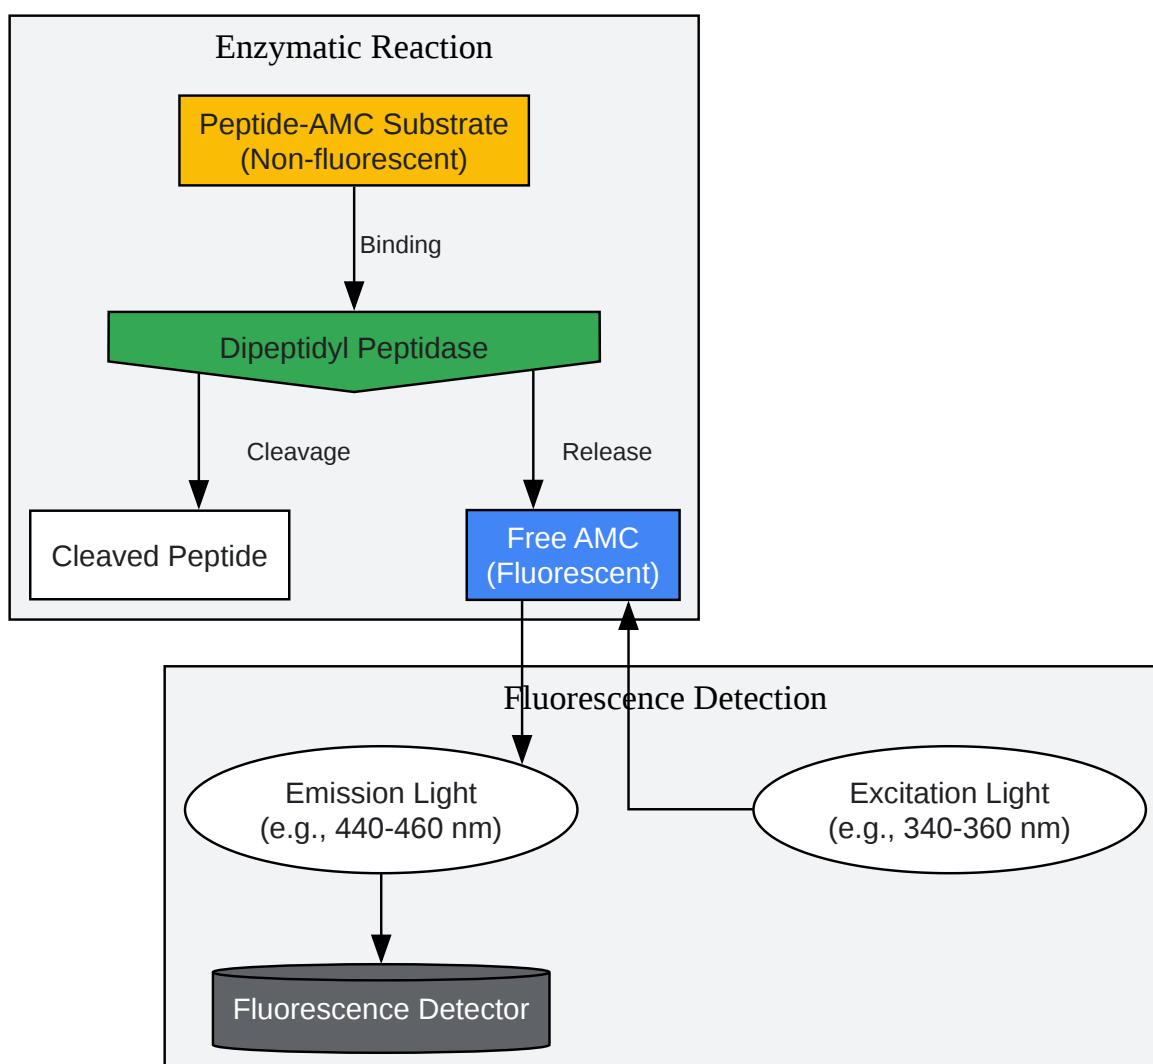 Enzymatic Reaction
Peptide-AMC Substrate
(Non-fluorescent)
Binding
Dipeptidyl Peptidase
Cleavage
Release
Cleaved Peptide
Free AMC
(Fluorescent)
Fluorescence Detection
Emission Light
(e.g., 440-460 nm)
Excitation Light
(e.g., 340-360 nm)
Fluorescence Detector